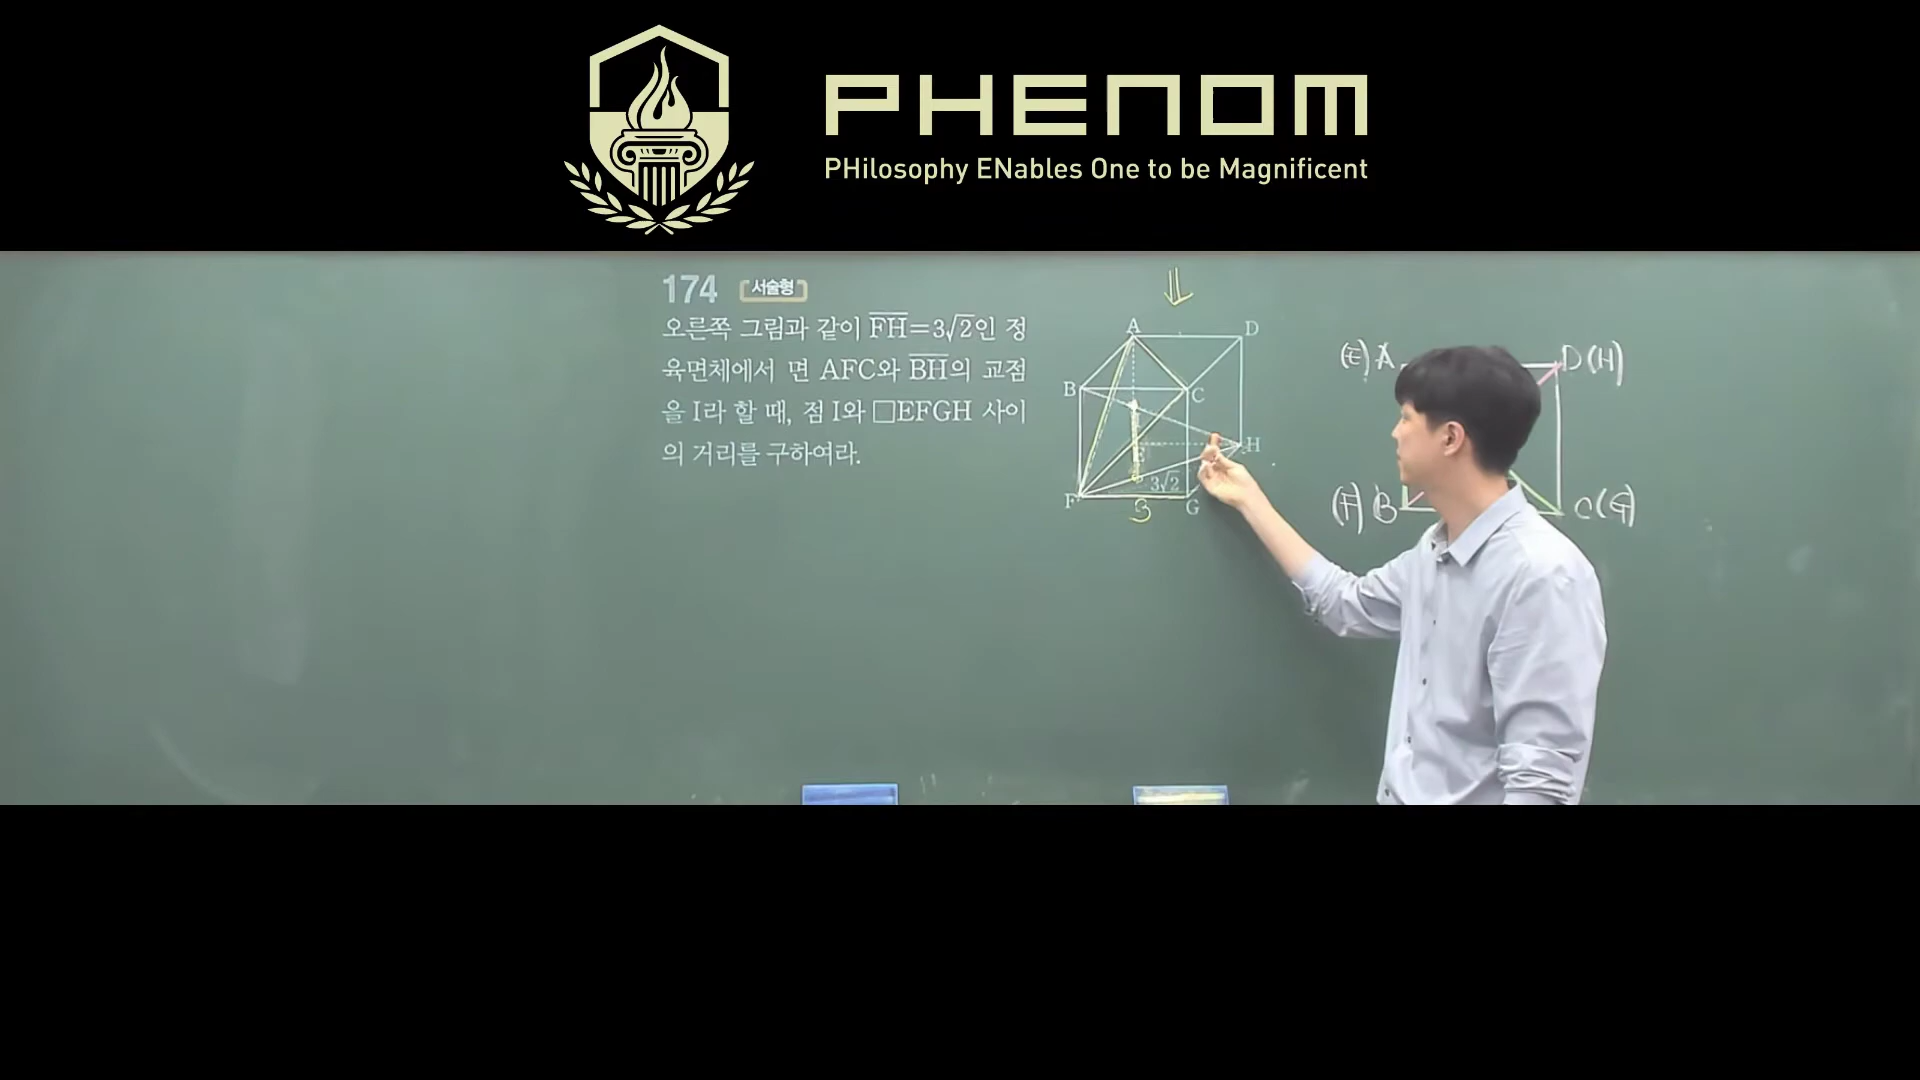 PHENOM
PHilosophy ENables One to be Magnificent
174 서술형
오른쪽 그림과 같이 FH=3√2인 정
육면체에서 면 AFC와 BH의 교점
을 I라 할 때, 점 I와 □EFGH 사이
의 거리를 구하여라.
A D
B C
I
E H
3√2
F G
3
(E) A D (H)
(F) B C (G)